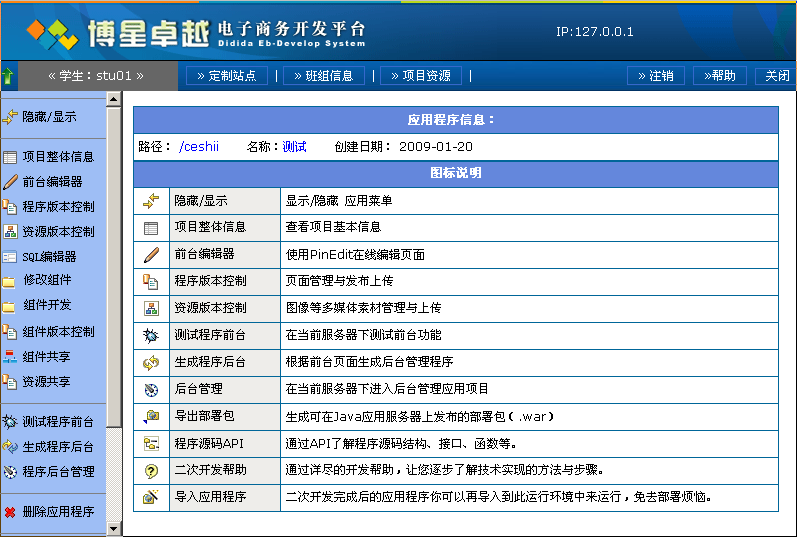 博星卓越 电子商务开发平台
Didida Eb-Develop System
IP:127.0.0.1
« 学生：stu01 »
» 定制站点 | » 班组信息 | » 项目资源 |
» 注销 »帮助 关闭
隐藏/显示
项目整体信息
前台编辑器
程序版本控制
资源版本控制
SQL编辑器
修改组件
组件开发
组件版本控制
组件共享
资源共享
测试程序前台
生成程序后台
程序后台管理
删除应用程序
应用程序信息：
路径： /ceshii 名称：测试 创建日期： 2009-01-20
图标说明
隐藏/显示 显示/隐藏 应用菜单
项目整体信息 查看项目基本信息
前台编辑器 使用PinEdit在线编辑页面
程序版本控制 页面管理与发布上传
资源版本控制 图像等多媒体素材管理与上传
测试程序前台 在当前服务器下测试前台功能
生成程序后台 根据前台页面生成后台管理程序
后台管理 在当前服务器下进入后台管理应用项目
导出部署包 生成可在Java应用服务器上发布的部署包（.war）
程序源码API 通过API了解程序源码结构、接口、函数等。
二次开发帮助 通过详尽的开发帮助，让您逐步了解技术实现的方法与步骤。
导入应用程序 二次开发完成后的应用程序你可以再导入到此运行环境中来运行，免去部署烦恼。